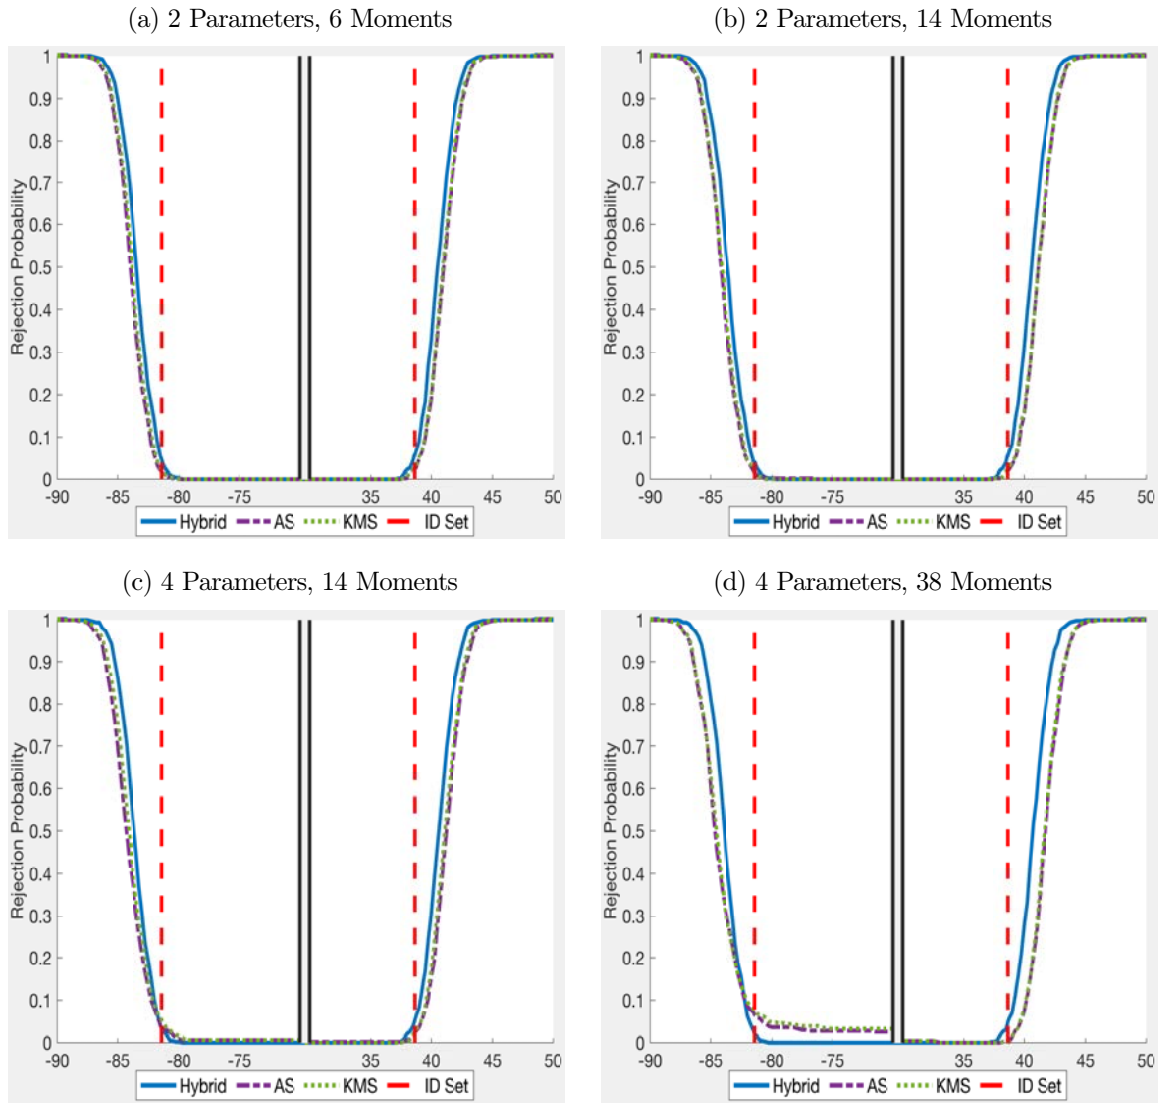 (a) 2 Parameters, 6 Moments
Rejection Probability
1
0.9
0.8
0.7
0.6
0.5
0.4
0.3
0.2
0.1
0
-90 -85 -80 -75 35 40 45 50
Hybrid AS KMS ID Set
(b) 2 Parameters, 14 Moments
Rejection Probability
1
0.9
0.8
0.7
0.6
0.5
0.4
0.3
0.2
0.1
0
-90 -85 -80 -75 35 40 45 50
Hybrid AS KMS ID Set
(c) 4 Parameters, 14 Moments
Rejection Probability
1
0.9
0.8
0.7
0.6
0.5
0.4
0.3
0.2
0.1
0
-90 -85 -80 -75 35 40 45 50
Hybrid AS KMS ID Set
(d) 4 Parameters, 38 Moments
Rejection Probability
1
0.9
0.8
0.7
0.6
0.5
0.4
0.3
0.2
0.1
0
-90 -85 -80 -75 35 40 45 50
Hybrid AS KMS ID Set